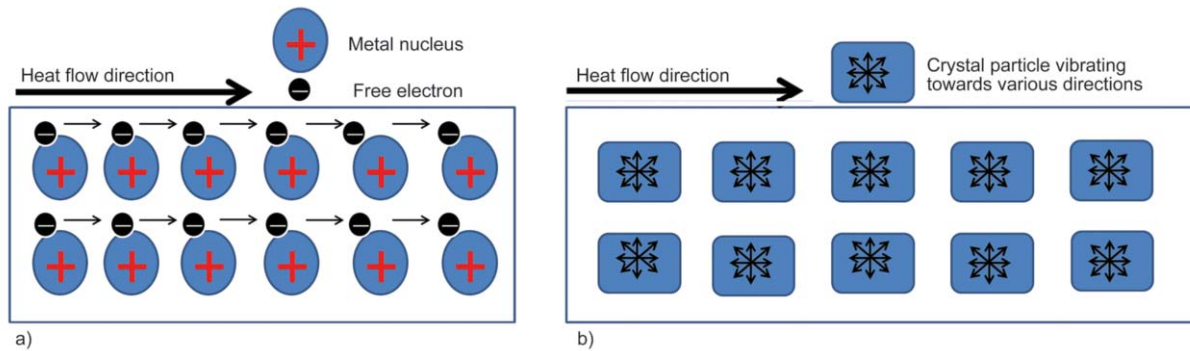 Metal nucleus
Heat flow direction
Free electron
a)
Heat flow direction
Crystal particle vibrating
towards various directions
b)